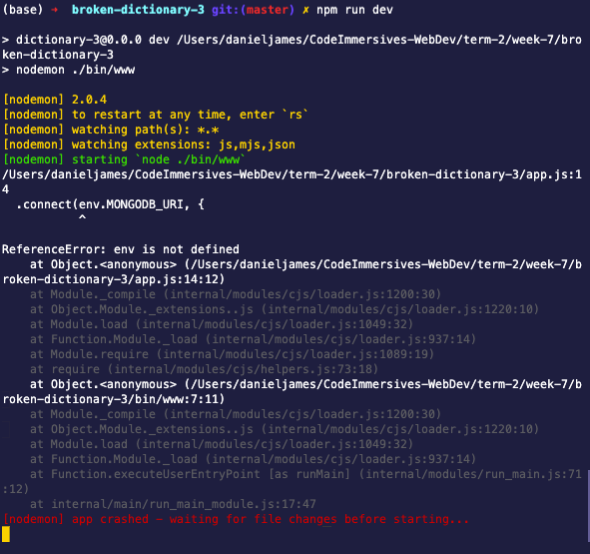 (base) → broken-dictionary-3 git:(master) ✗ npm run dev
> dictionary-3@0.0.0 dev /Users/danieljames/CodeImmersives-WebDev/term-2/week-7/bro
ken-dictionary-3
> nodemon ./bin/www
[nodemon] 2.0.4
[nodemon] to restart at any time, enter `rs`
[nodemon] watching path(s): *.*
[nodemon] watching extensions: js,mjs,json
[nodemon] starting `node ./bin/www`
/Users/danieljames/CodeImmersives-WebDev/term-2/week-7/broken-dictionary-3/app.js:1
4
  .connect(env.MONGODB_URI, {
           ^
ReferenceError: env is not defined
    at Object.<anonymous> (/Users/danieljames/CodeImmersives-WebDev/term-2/week-7/b
roken-dictionary-3/app.js:14:12)
    at Module._compile (internal/modules/cjs/loader.js:1200:30)
    at Object.Module._extensions..js (internal/modules/cjs/loader.js:1220:10)
    at Module.load (internal/modules/cjs/loader.js:1049:32)
    at Function.Module._load (internal/modules/cjs/loader.js:937:14)
    at Module.require (internal/modules/cjs/loader.js:1089:19)
    at require (internal/modules/cjs/helpers.js:73:18)
    at Object.<anonymous> (/Users/danieljames/CodeImmersives-WebDev/term-2/week-7/b
roken-dictionary-3/bin/www:7:11)
    at Module._compile (internal/modules/cjs/loader.js:1200:30)
    at Object.Module._extensions..js (internal/modules/cjs/loader.js:1220:10)
    at Module.load (internal/modules/cjs/loader.js:1049:32)
    at Function.Module._load (internal/modules/cjs/loader.js:937:14)
    at Function.executeUserEntryPoint [as runMain] (internal/modules/run_main.js:71
:12)
    at internal/main/run_main_module.js:17:47
[nodemon] app crashed - waiting for file changes before starting...